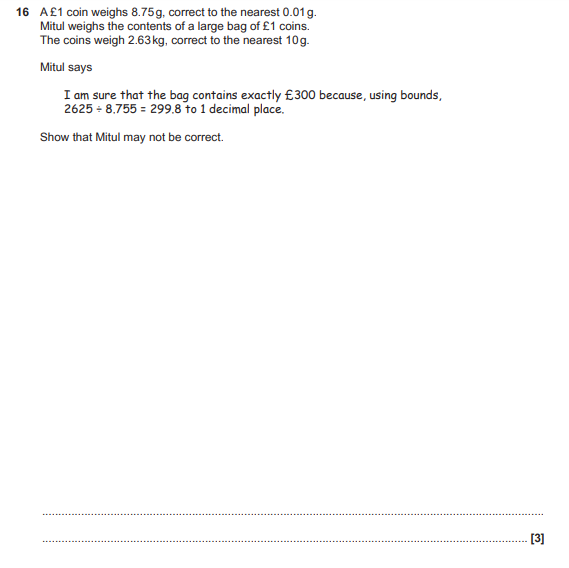 16 A £1 coin weighs 8.75 g, correct to the nearest 0.01 g.
Mitul weighs the contents of a large bag of £1 coins.
The coins weigh 2.63 kg, correct to the nearest 10 g.
Mitul says
I am sure that the bag contains exactly £300 because, using bounds,
2625 ÷ 8.755 = 299.8 to 1 decimal place.
Show that Mitul may not be correct.
[3]